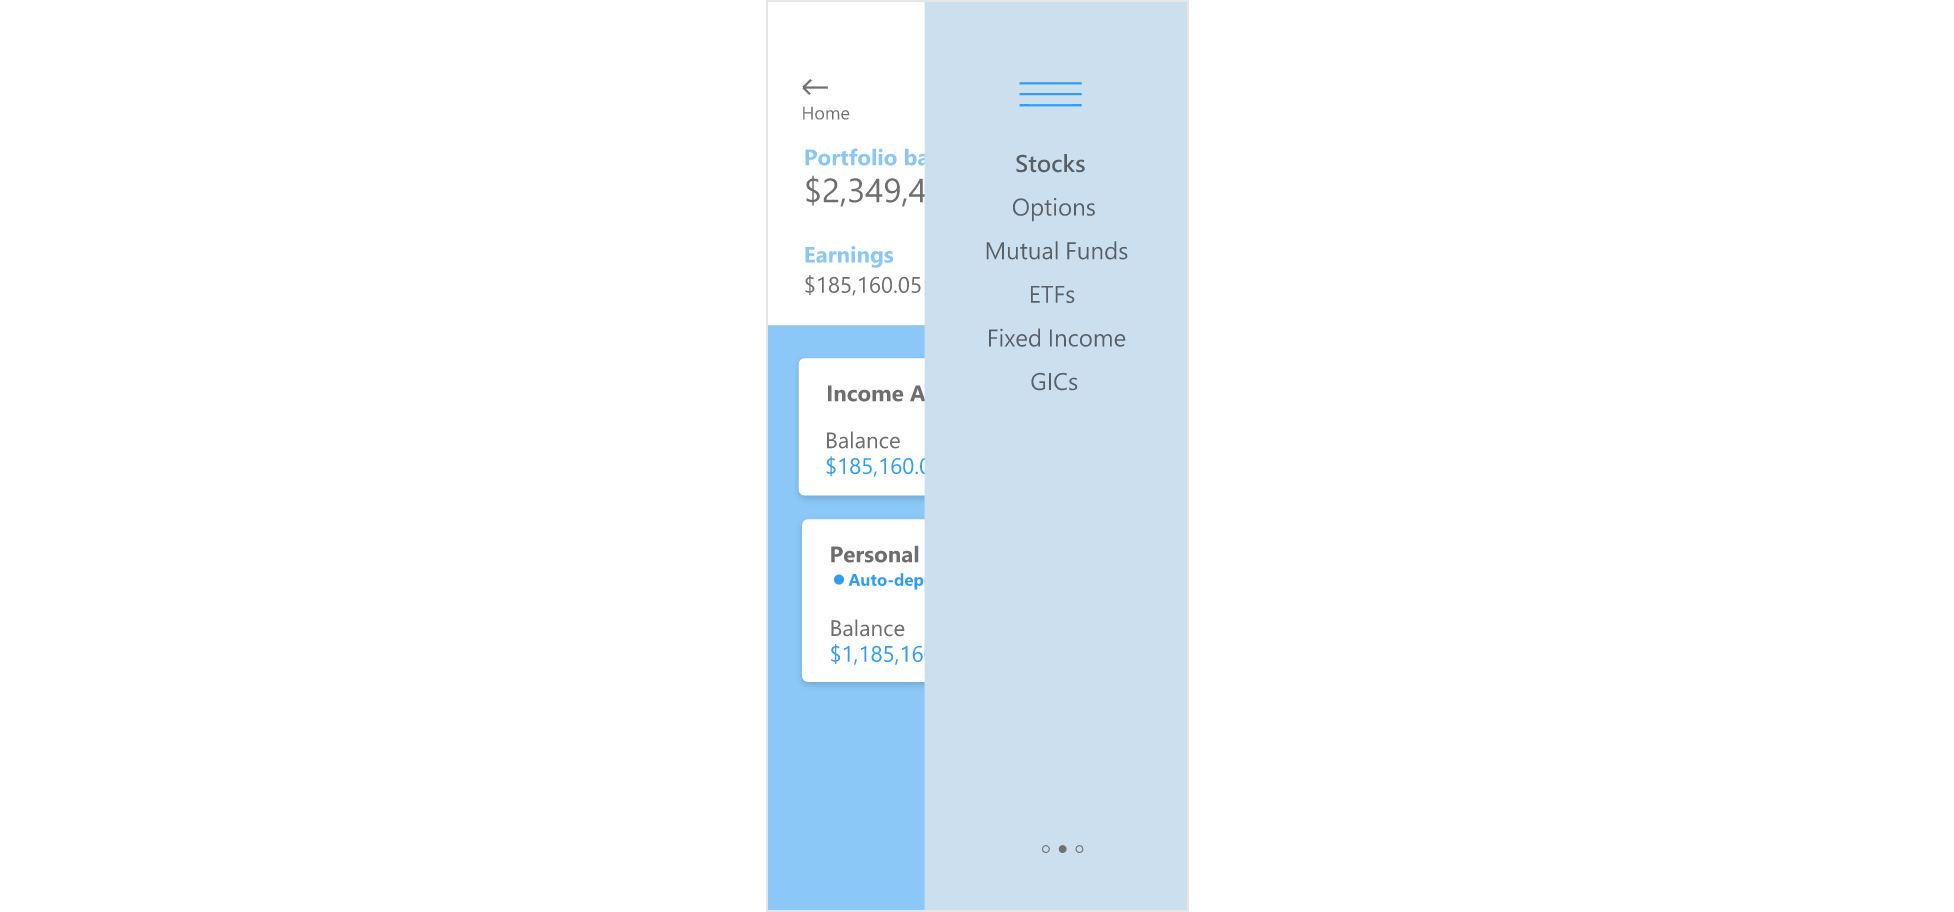 Home
Portfolio ba
$2,349,4
Earnings
$185,160.05
Income A
Balance
$185,160.0
Personal
Auto-dep
Balance
$1,185,16
Stocks
Options
Mutual Funds
ETFs
Fixed Income
GICs